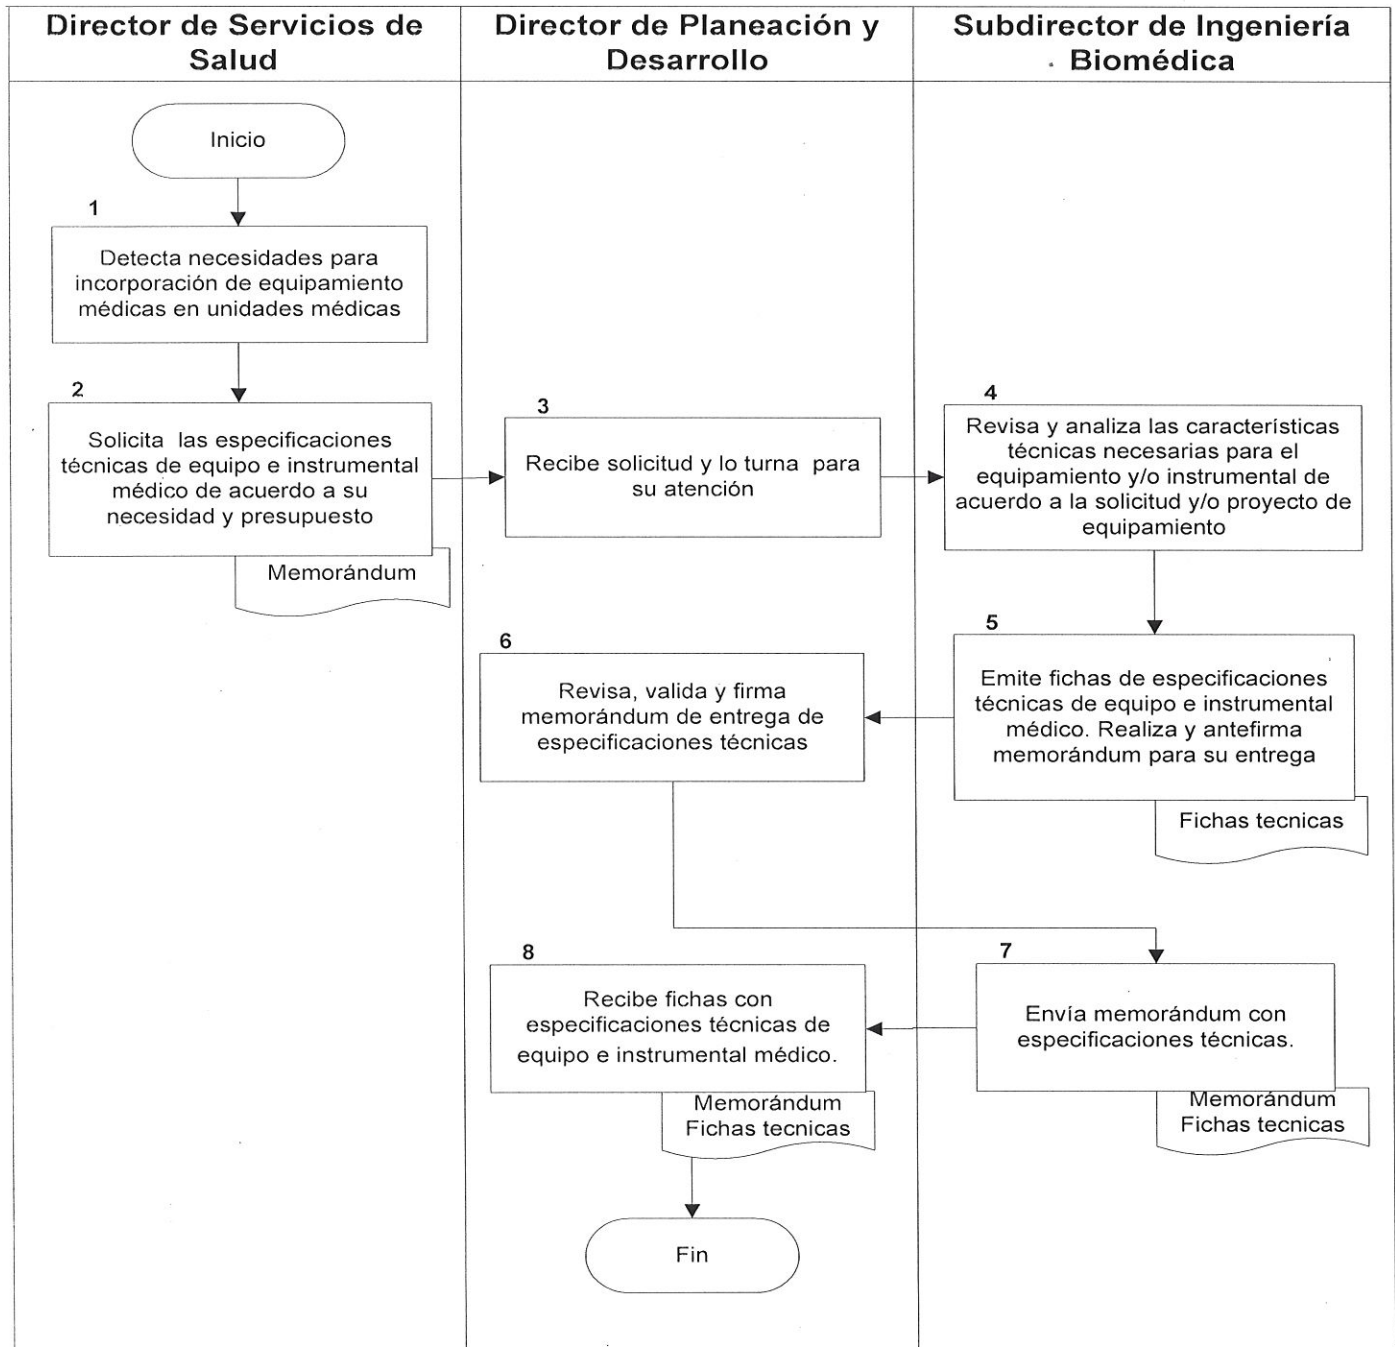 Director de Servicios de
Salud
Director de Planeación y
Desarrollo
Subdirector de Ingeniería
Biomédica
Inicio
1
Detecta necesidades para
incorporación de equipamiento
médicas en unidades médicas
2
Solicita las especificaciones
técnicas de equipo e instrumental
médico de acuerdo a su
necesidad y presupuesto
Memorándum
3
Recibe solicitud y lo turna para
su atención
4
Revisa y analiza las características
técnicas necesarias para el
equipamiento y/o instrumental de
acuerdo a la solicitud y/o proyecto de
equipamiento
5
Emite fichas de especificaciones
técnicas de equipo e instrumental
médico. Realiza y antefirma
memorándum para su entrega
Fichas tecnicas
6
Revisa, valida y firma
memorándum de entrega de
especificaciones técnicas
7
Envía memorándum con
especificaciones técnicas.
Memorándum
Fichas tecnicas
8
Recibe fichas con
especificaciones técnicas de
equipo e instrumental médico.
Memorándum
Fichas tecnicas
Fin